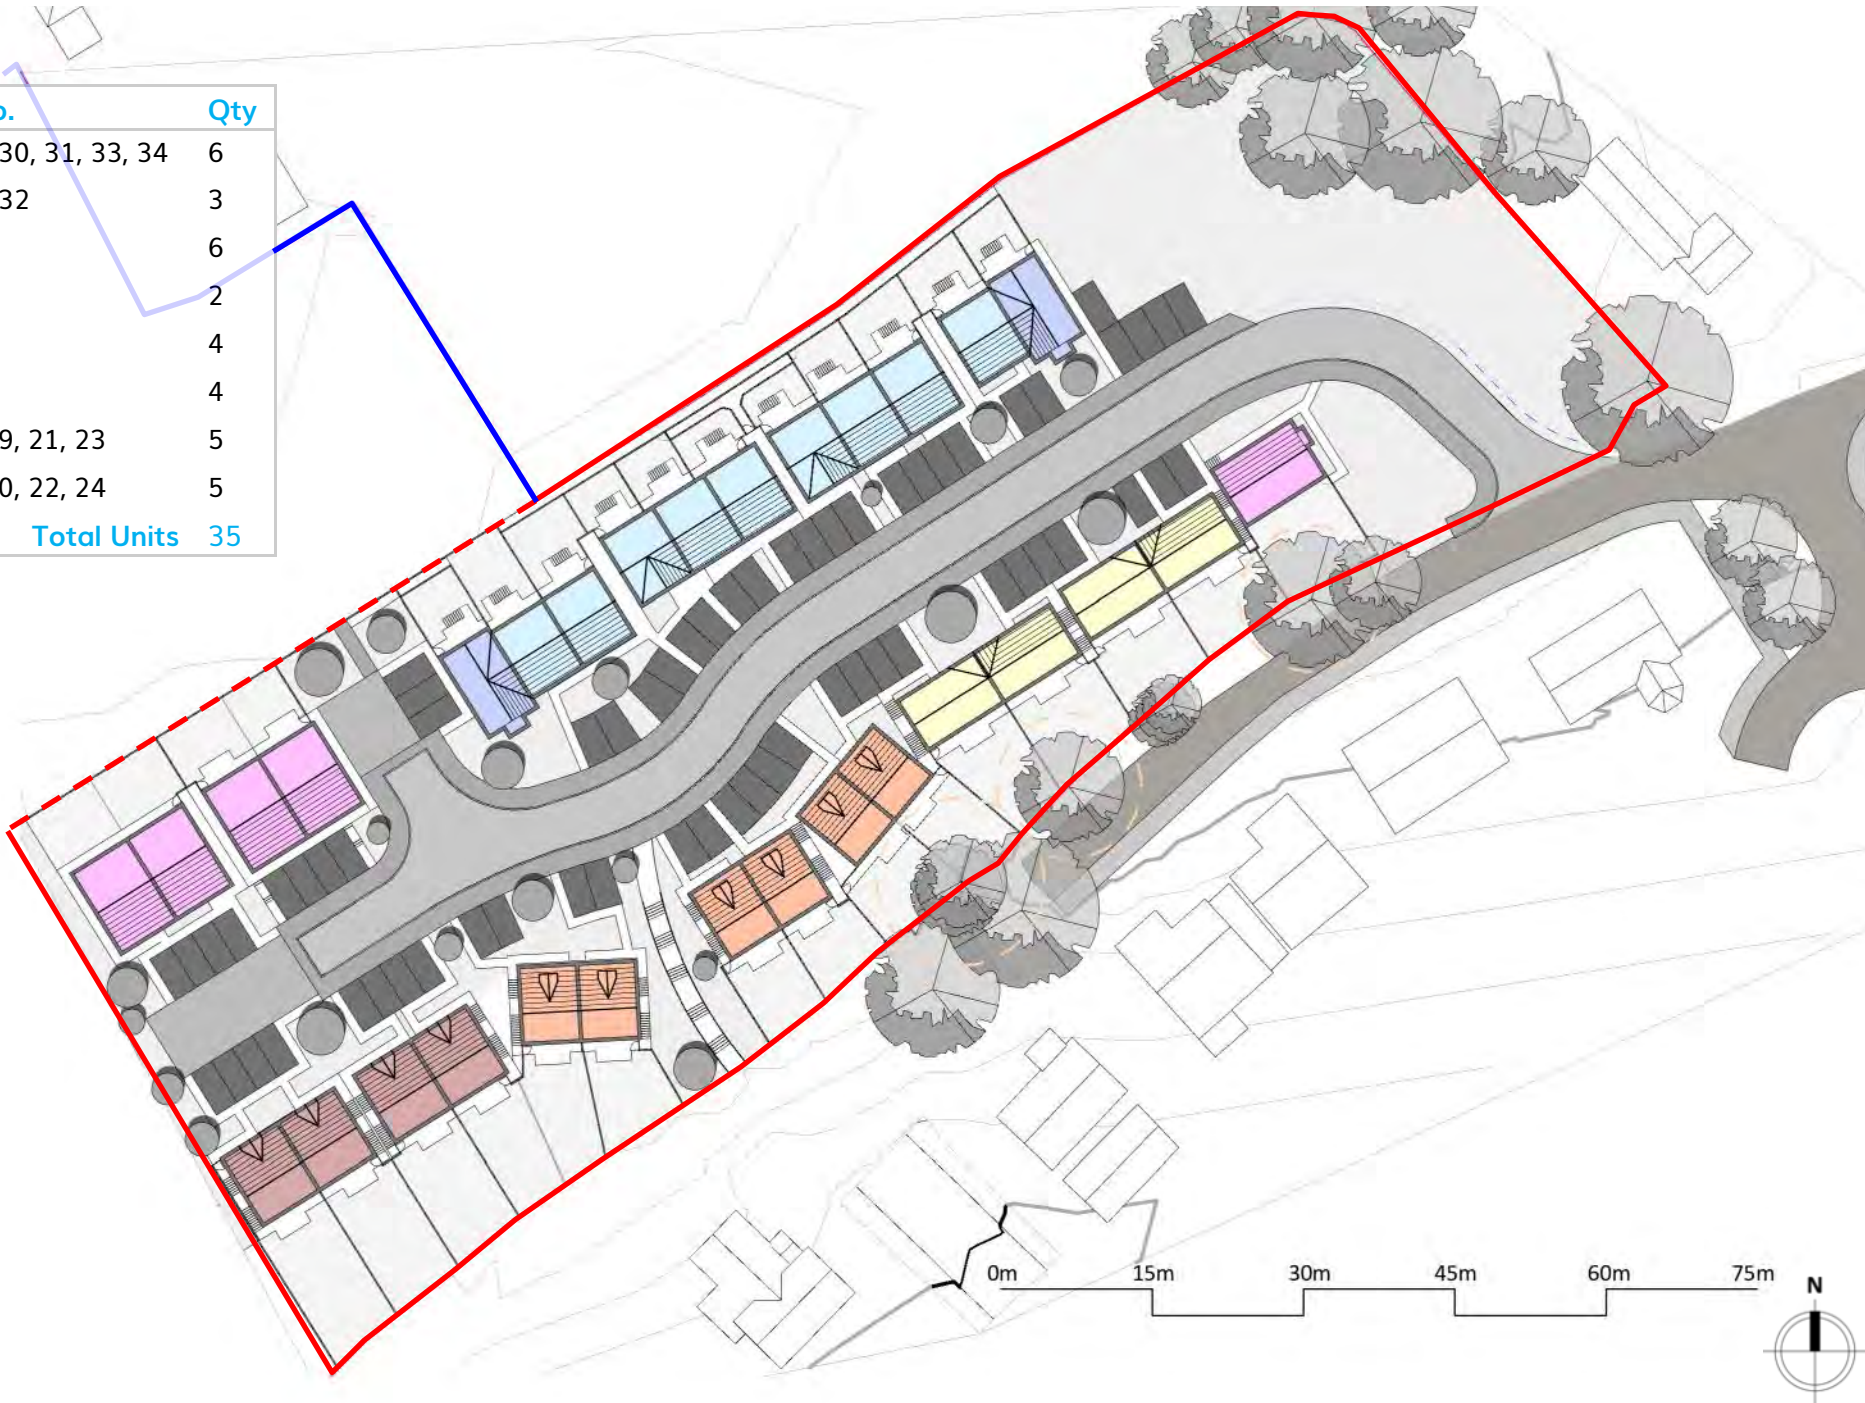 o. Qty
30, 31, 33, 34 6
32 3
6
2
4
4
9, 21, 23 5
0, 22, 24 5
Total Units 35
0m 15m 30m 45m 60m 75m
N